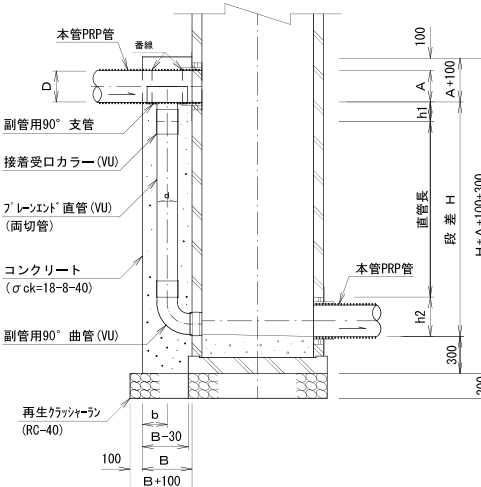 本管PRP管
番線
100
D
A
A+100
h1
副管用90°支管
接着受口カラー(VU)
d
プレーンエンド直管(VU)
(両切管)
直管長
段差 H
H+A+100+300
コンクリート
(σck=18-8-40)
本管PRP管
h2
副管用90°曲管(VU)
300
再生クラッシャーラン
(RC-40)
b
B-30
100
B
B+100